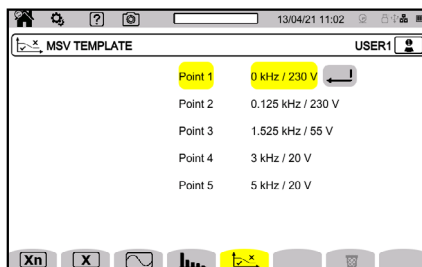 13/04/21 11:02
MSV TEMPLATE USER1
Point 1 0 kHz / 230 V
Point 2 0.125 kHz / 230 V
Point 3 1.525 kHz / 55 V
Point 4 3 kHz / 20 V
Point 5 5 kHz / 20 V
Xn X